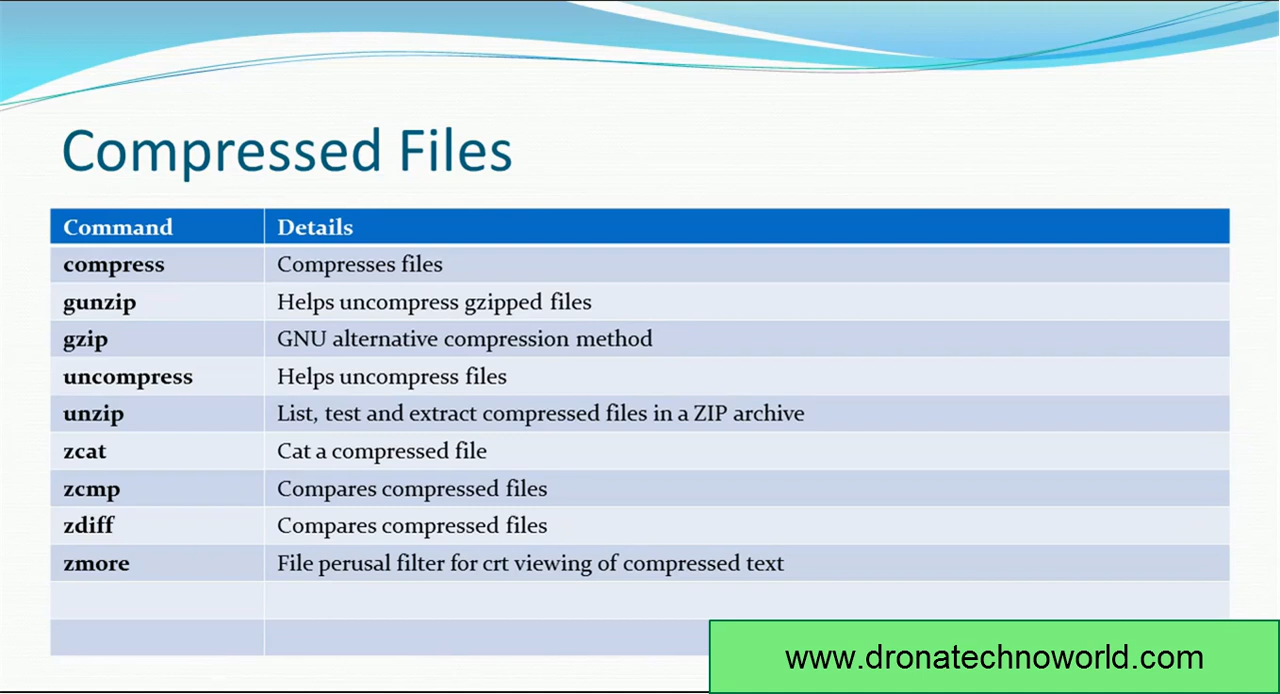 Compressed Files
Command Details
compress Compresses files
gunzip Helps uncompress gzipped files
gzip GNU alternative compression method
uncompress Helps uncompress files
unzip List, test and extract compressed files in a ZIP archive
zcat Cat a compressed file
zcmp Compares compressed files
zdiff Compares compressed files
zmore File perusal filter for crt viewing of compressed text
www.dronatechnoworld.com